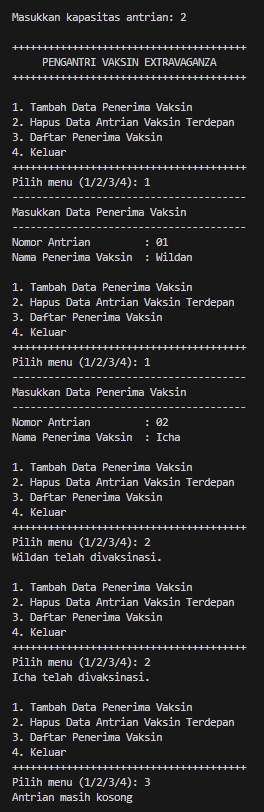 Masukkan kapasitas antrian: 2
+++++++++++++++++++++++++++++++++++++++
PENGANTRI VAKSIN EXTRAVAGANZA
+++++++++++++++++++++++++++++++++++++++
1. Tambah Data Penerima Vaksin
2. Hapus Data Antrian Vaksin Terdepan
3. Daftar Penerima Vaksin
4. Keluar
+++++++++++++++++++++++++++++++++++++++
Pilih menu (1/2/3/4): 1
---------------------------------------
Masukkan Data Penerima Vaksin
---------------------------------------
Nomor Antrian         : 01
Nama Penerima Vaksin  : Wildan
1. Tambah Data Penerima Vaksin
2. Hapus Data Antrian Vaksin Terdepan
3. Daftar Penerima Vaksin
4. Keluar
+++++++++++++++++++++++++++++++++++++++
Pilih menu (1/2/3/4): 1
---------------------------------------
Masukkan Data Penerima Vaksin
---------------------------------------
Nomor Antrian         : 02
Nama Penerima Vaksin  : Icha
1. Tambah Data Penerima Vaksin
2. Hapus Data Antrian Vaksin Terdepan
3. Daftar Penerima Vaksin
4. Keluar
+++++++++++++++++++++++++++++++++++++++
Pilih menu (1/2/3/4): 2
Wildan telah divaksinasi.
1. Tambah Data Penerima Vaksin
2. Hapus Data Antrian Vaksin Terdepan
3. Daftar Penerima Vaksin
4. Keluar
+++++++++++++++++++++++++++++++++++++++
Pilih menu (1/2/3/4): 2
Icha telah divaksinasi.
1. Tambah Data Penerima Vaksin
2. Hapus Data Antrian Vaksin Terdepan
3. Daftar Penerima Vaksin
4. Keluar
+++++++++++++++++++++++++++++++++++++++
Pilih menu (1/2/3/4): 3
Antrian masih kosong